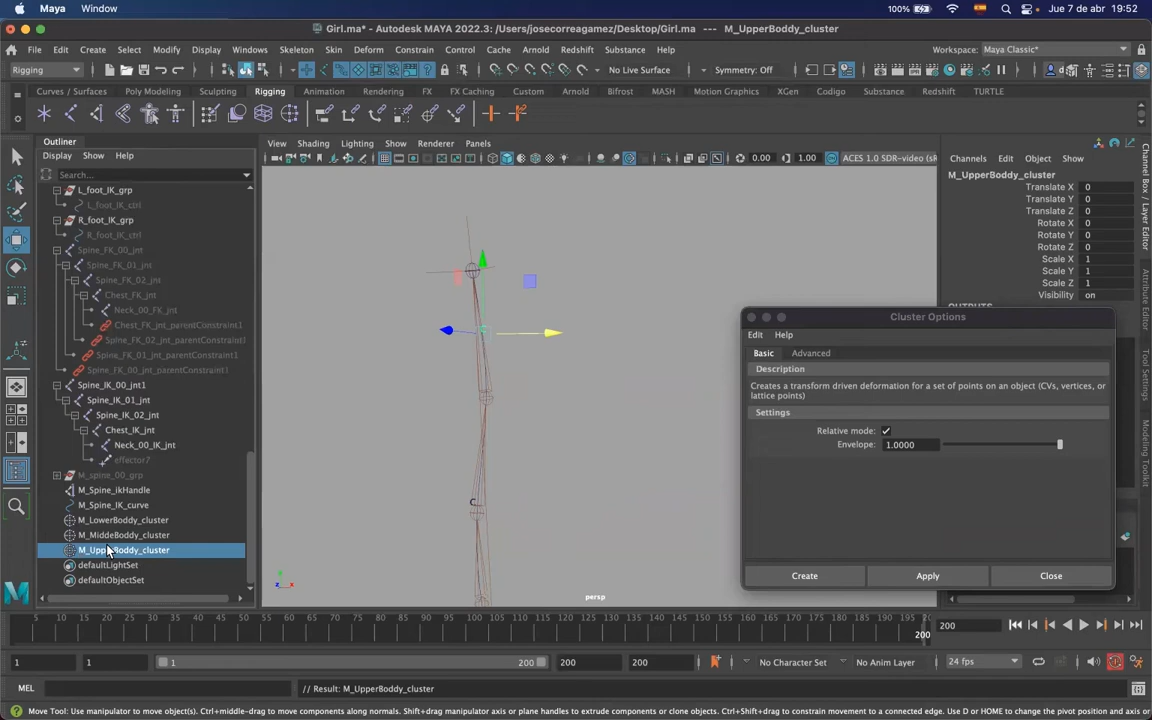 Maya Window 100% Jue 7 de abr 19:52
Girl.ma* - Autodesk MAYA 2022.3: /Users/josecorreagamez/Desktop/Girl.ma --- M_UpperBoddy_cluster
File Edit Create Select Modify Display Windows Skeleton Skin Deform Constrain Control Cache Arnold Redshift Substance Help Workspace: Maya Classic*
Rigging No Live Surface Symmetry: Off
Curves / Surfaces Poly Modeling Sculpting Rigging Animation Rendering FX FX Caching Custom Arnold Bifrost MASH Motion Graphics XGen Codigo Substance Redshift TURTLE
Outliner
Display Show Help
Search...
L_foot_IK_grp
L_foot_IK_ctrl
R_foot_IK_grp
R_foot_IK_ctrl
Spine_FK_00_jnt
Spine_FK_01_jnt
Spine_FK_02_jnt
Chest_FK_jnt
Neck_00_FK_jnt
Chest_FK_jnt_parentConstraint1
Spine_FK_02_jnt_parentConstraint1
Spine_FK_01_jnt_parentConstraint1
Spine_FK_00_jnt_parentConstraint1
Spine_IK_00_jnt1
Spine_IK_01_jnt
Spine_IK_02_jnt
Chest_IK_jnt
Neck_00_IK_jnt
effector7
M_spine_00_grp
M_Spine_ikHandle
M_Spine_IK_curve
M_LowerBoddy_cluster
M_MiddeBoddy_cluster
M_UpperBoddy_cluster
defaultLightSet
defaultObjectSet
View Shading Lighting Show Renderer Panels
0.00 1.00 ACES 1.0 SDR-video (sR
C
persp
Cluster Options
Edit Help
Basic Advanced
Description
Creates a transform driven deformation for a set of points on an object (CVs, vertices, or
lattice points)
Settings
Relative mode:
Envelope: 1.0000
Create Apply Close
Channels Edit Object Show
M_UpperBoddy_cluster
Translate X 0
Translate Y 0
Translate Z 0
Rotate X 0
Rotate Y 0
Rotate Z 0
Scale X 1
Scale Y 1
Scale Z 1
Visibility on
OUTPUTS
Channel Box / Layer Editor
Attribute Editor
Tool Settings
Modeling Toolkit
5 10 15 20 25 30 35 40 45 50 55 60 65 70 75 80 85 90 95 100 105 110 115 120 125 130 135 140 145 150 155 160 165 170 175 180 185 190 195 200
200 200
1 1 1 200 200 200 No Character Set No Anim Layer 24 fps
MEL // Result: M_UpperBoddy_cluster
Move Tool: Use manipulator to move object(s). Ctrl+middle-drag to move components along normals. Shift+drag manipulator axis or plane handles to extrude components or clone objects. Ctrl+Shift+drag to constrain movement to a connected edge. Use D or HOME to change the pivot position and axis or